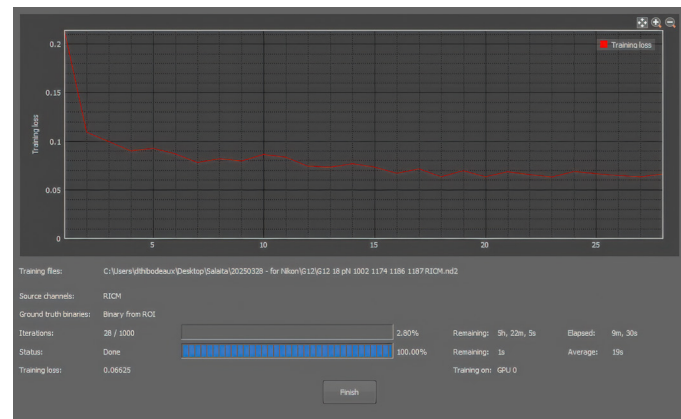 Training loss
0.2
0.15
0.1
0.05
0
Training loss
5
10
15
20
25
Training files: C:\Users\dthibodeaux\Desktop\Salaita\20250328 - for Nikon\G12\G12 18 pN 1002 1174 1186 1187 RICM.nd2
Source channels: RICM
Ground truth binaries: Binary from ROI
Iterations: 28 / 1000 2.80% Remaining: 5h, 22m, 5s Elapsed: 9m, 30s
Status: Done 100.00% Remaining: 1s Average: 19s
Training loss: 0.06625 Training on: GPU 0
Finish